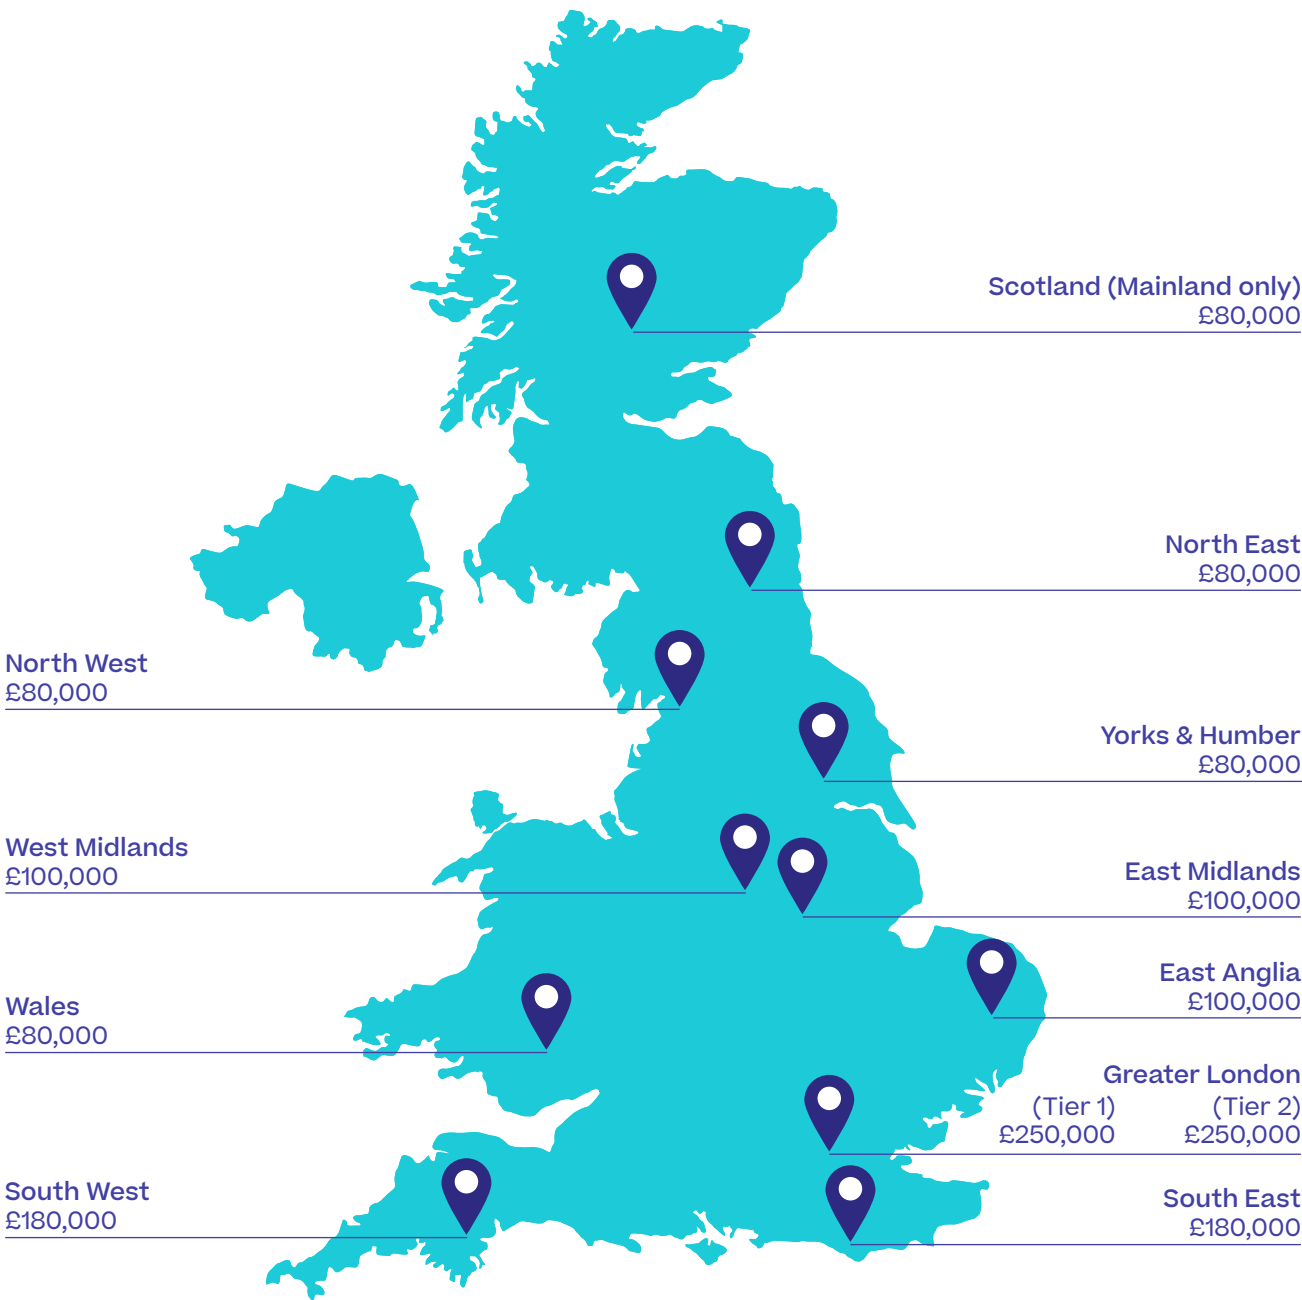 Scotland (Mainland only)
£80,000
North East
£80,000
North West
£80,000
Yorks & Humber
£80,000
West Midlands
£100,000
East Midlands
£100,000
East Anglia
£100,000
Wales
£80,000
Greater London
(Tier 1) (Tier 2)
£250,000 £250,000
South West
£180,000
South East
£180,000